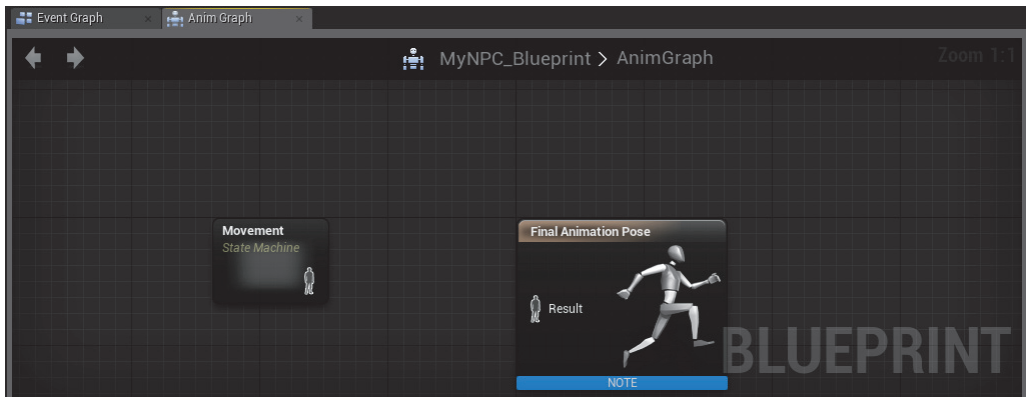 Event Graph
Anim Graph
MyNPC_Blueprint > AnimGraph
Zoom 1:1
Movement
State Machine
Final Animation Pose
Result
BLUEPRINT
NOTE